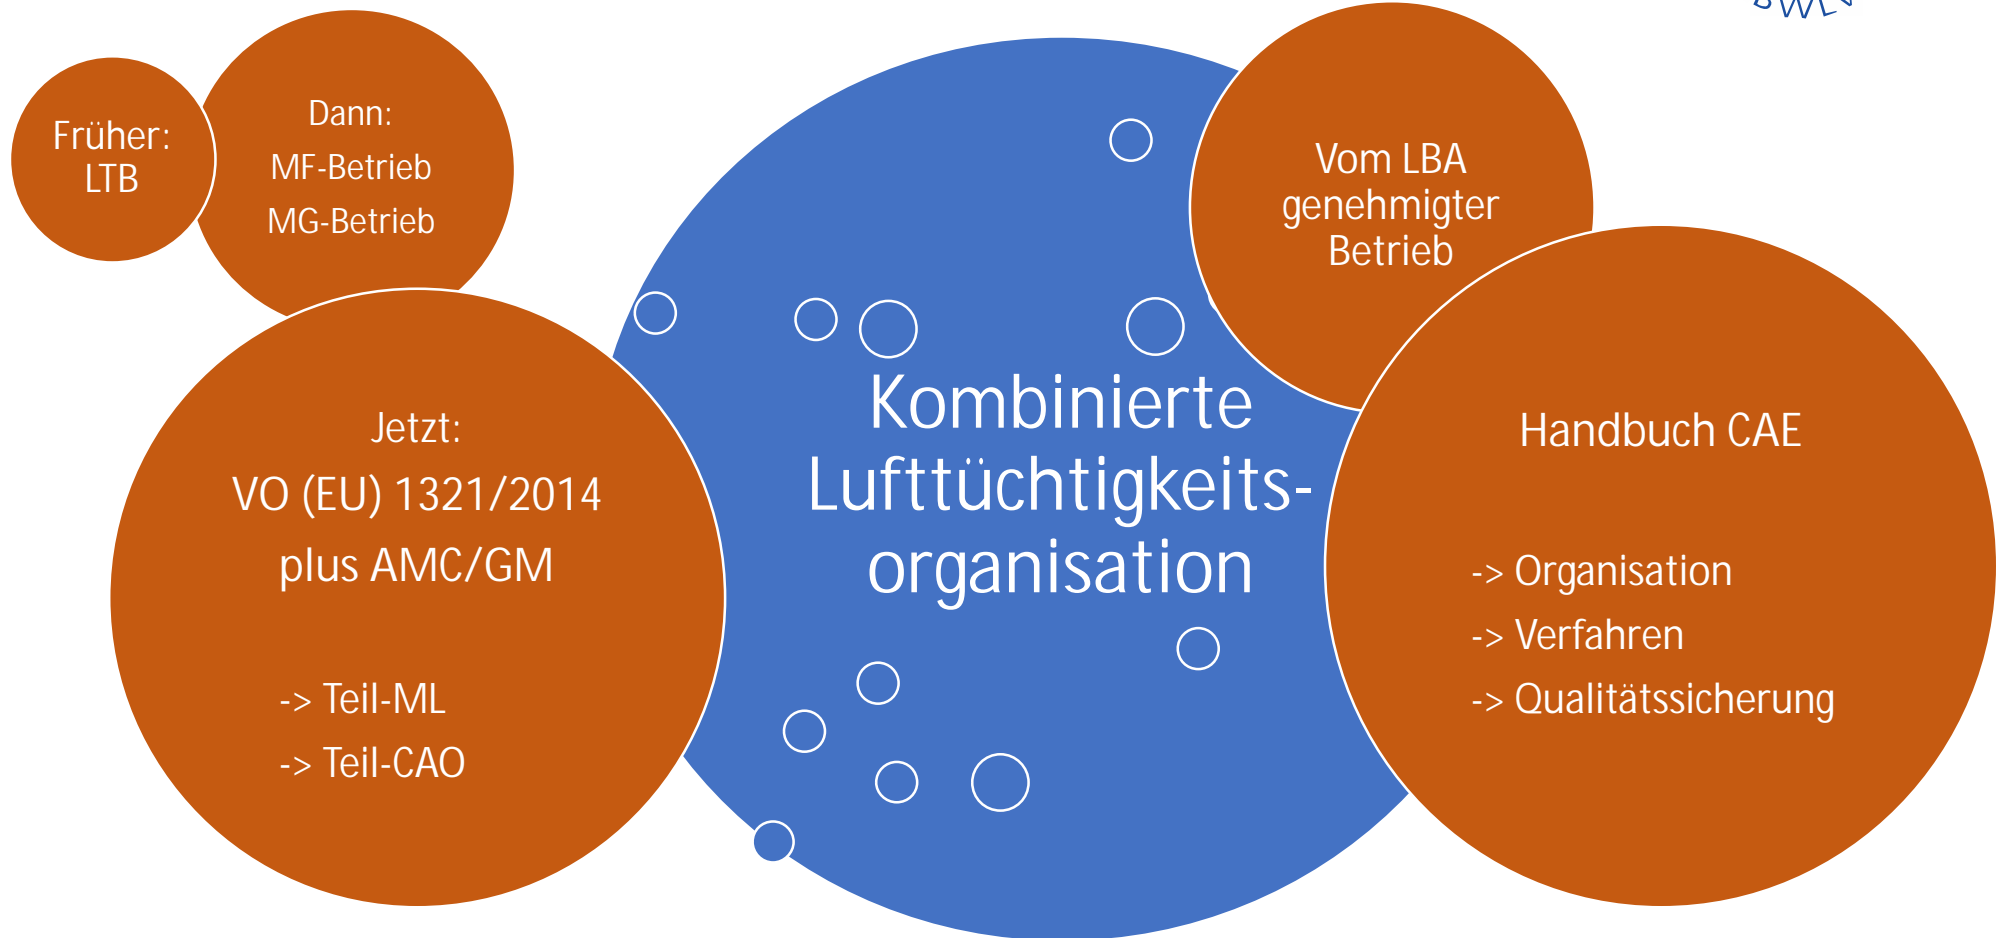 BWLV
Früher:
LTB
Dann:
MF-Betrieb
MG-Betrieb
Jetzt:
VO (EU) 1321/2014
plus AMC/GM
-> Teil-ML
-> Teil-CAO
Kombinierte
Lufttüchtigkeits-
organisation
Vom LBA
genehmigter
Betrieb
Handbuch CAE
-> Organisation
-> Verfahren
-> Qualitätssicherung